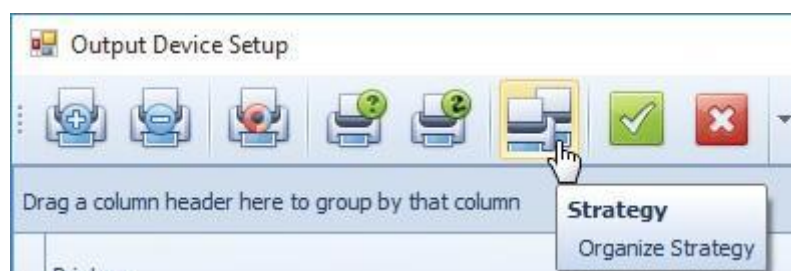 Output Device Setup
Drag a column header here to group by that column
Strategy
Organize Strategy